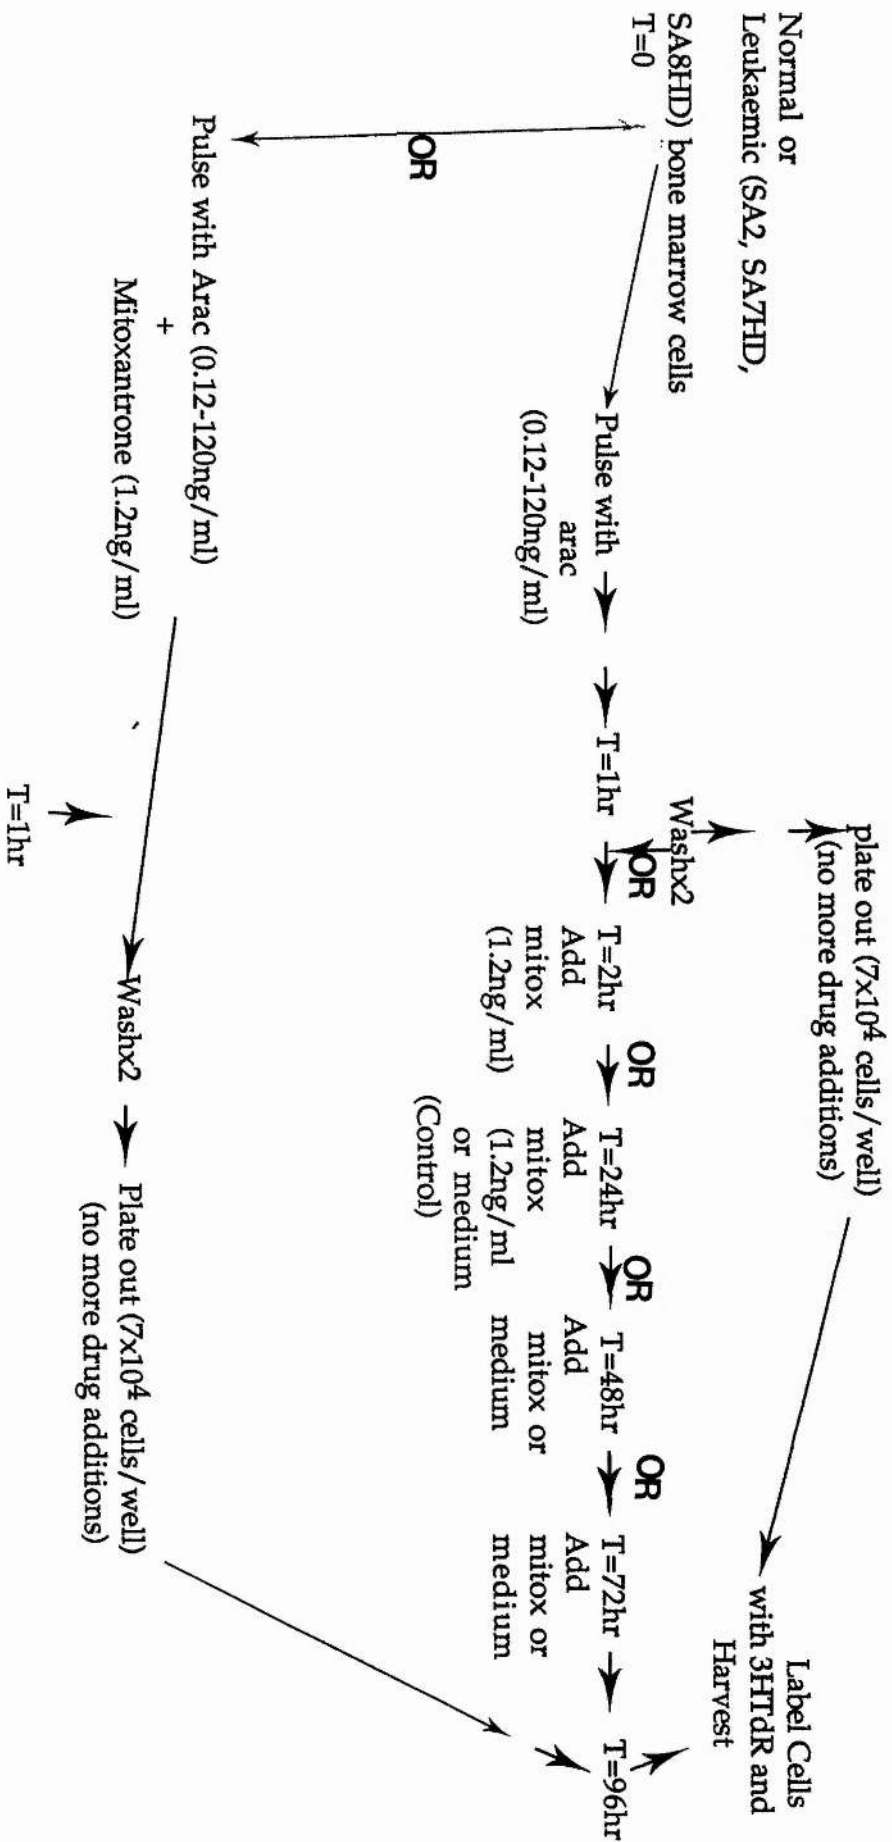 Normal or
Leukaemic (SA2, SA7HD,
SA8HD) bone marrow cells
T=0
Pulse with
arac
(0.12-120ng/ml)
T=1hr
Washx2
plate out (7x10⁴ cells/well)
(no more drug additions)
OR
T=2hr
Add
mitox
(1.2ng/ml)
OR
T=24hr
Add
mitox
(1.2ng/ml
or medium
(Control)
OR
T=48hr
Add
mitox or
medium
OR
T=72hr
Add
mitox or
medium
T=96hr
Label Cells
with 3HTdR and
Harvest
OR
Pulse with Arac (0.12-120ng/ml)
+
Mitoxantrone (1.2ng/ml)
T=1hr
Washx2
Plate out (7x10⁴ cells/well)
(no more drug additions)